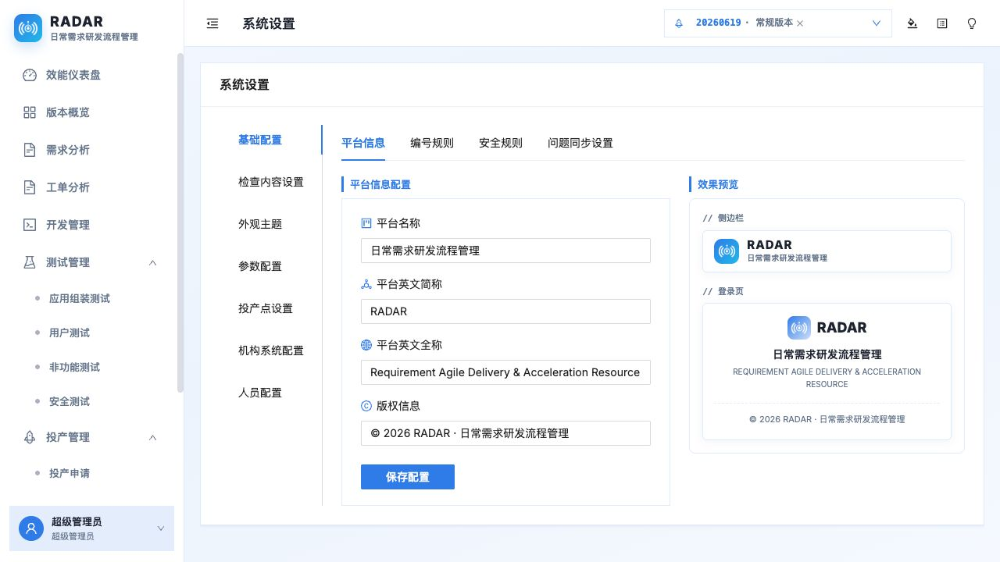 RADAR
日常需求研发流程管理
效能仪表盘
版本概览
需求分析
工单分析
开发管理
测试管理
应用组装测试
用户测试
非功能测试
安全测试
投产管理
投产申请
超级管理员
超级管理员
系统设置
20260619 · 常规版本
系统设置
基础配置
检查内容设置
外观主题
参数配置
投产点设置
机构系统配置
人员配置
平台信息 编号规则 安全规则 问题同步设置
平台信息配置
平台名称
日常需求研发流程管理
平台英文简称
RADAR
平台英文全称
Requirement Agile Delivery & Acceleration Resource
版权信息
© 2026 RADAR · 日常需求研发流程管理
保存配置
效果预览
// 侧边栏
RADAR
日常需求研发流程管理
// 登录页
RADAR
日常需求研发流程管理
REQUIREMENT AGILE DELIVERY & ACCELERATION
RESOURCE
© 2026 RADAR · 日常需求研发流程管理